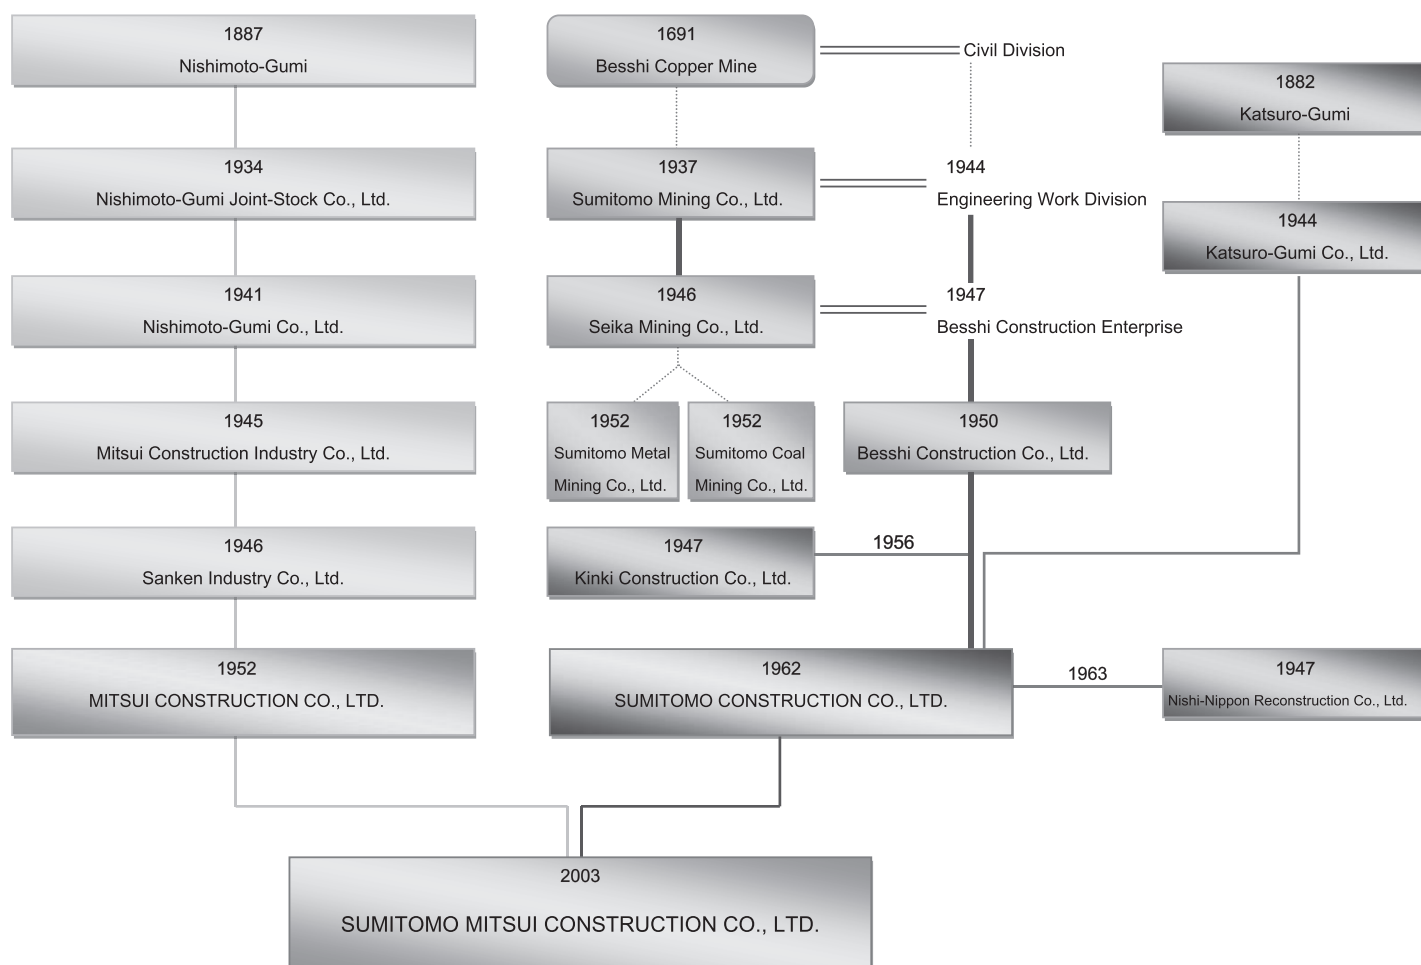 1887
Nishimoto-Gumi
1934
Nishimoto-Gumi Joint-Stock Co., Ltd.
1941
Nishimoto-Gumi Co., Ltd.
1945
Mitsui Construction Industry Co., Ltd.
1946
Sanken Industry Co., Ltd.
1952
MITSUI CONSTRUCTION CO., LTD.
1691
Besshi Copper Mine
Civil Division
1937
Sumitomo Mining Co., Ltd.
1944
Engineering Work Division
1946
Seika Mining Co., Ltd.
1947
Besshi Construction Enterprise
1952
Sumitomo Metal
Mining Co., Ltd.
1952
Sumitomo Coal
Mining Co., Ltd.
1950
Besshi Construction Co., Ltd.
1947
Kinki Construction Co., Ltd.
1956
1882
Katsuro-Gumi
1944
Katsuro-Gumi Co., Ltd.
1962
SUMITOMO CONSTRUCTION CO., LTD.
1963
1947
Nishi-Nippon Reconstruction Co., Ltd.
2003
SUMITOMO MITSUI CONSTRUCTION CO., LTD.